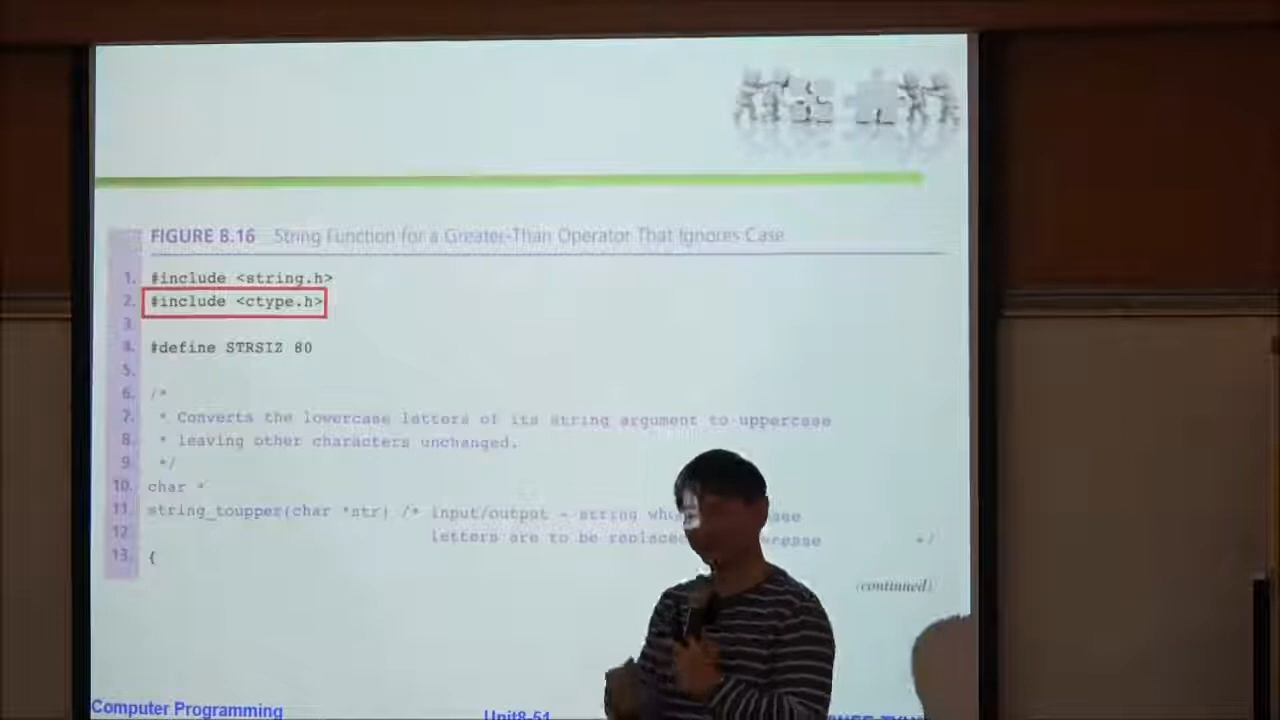 FIGURE 8.16 String Function for a Greater-Than Operator That Ignores Case
1. #include <string.h>
2. #include <ctype.h>
3.
4. #define STRSIZ 80
5.
6. /*
7. * Converts the lowercase letters of its string argument to uppercase
8. * leaving other characters unchanged.
9. */
10. char *
11. string_toupper(char *str) /* input/output - string
12. letters are to be */
13. {
(continued)
Computer Programming
Unit8-51